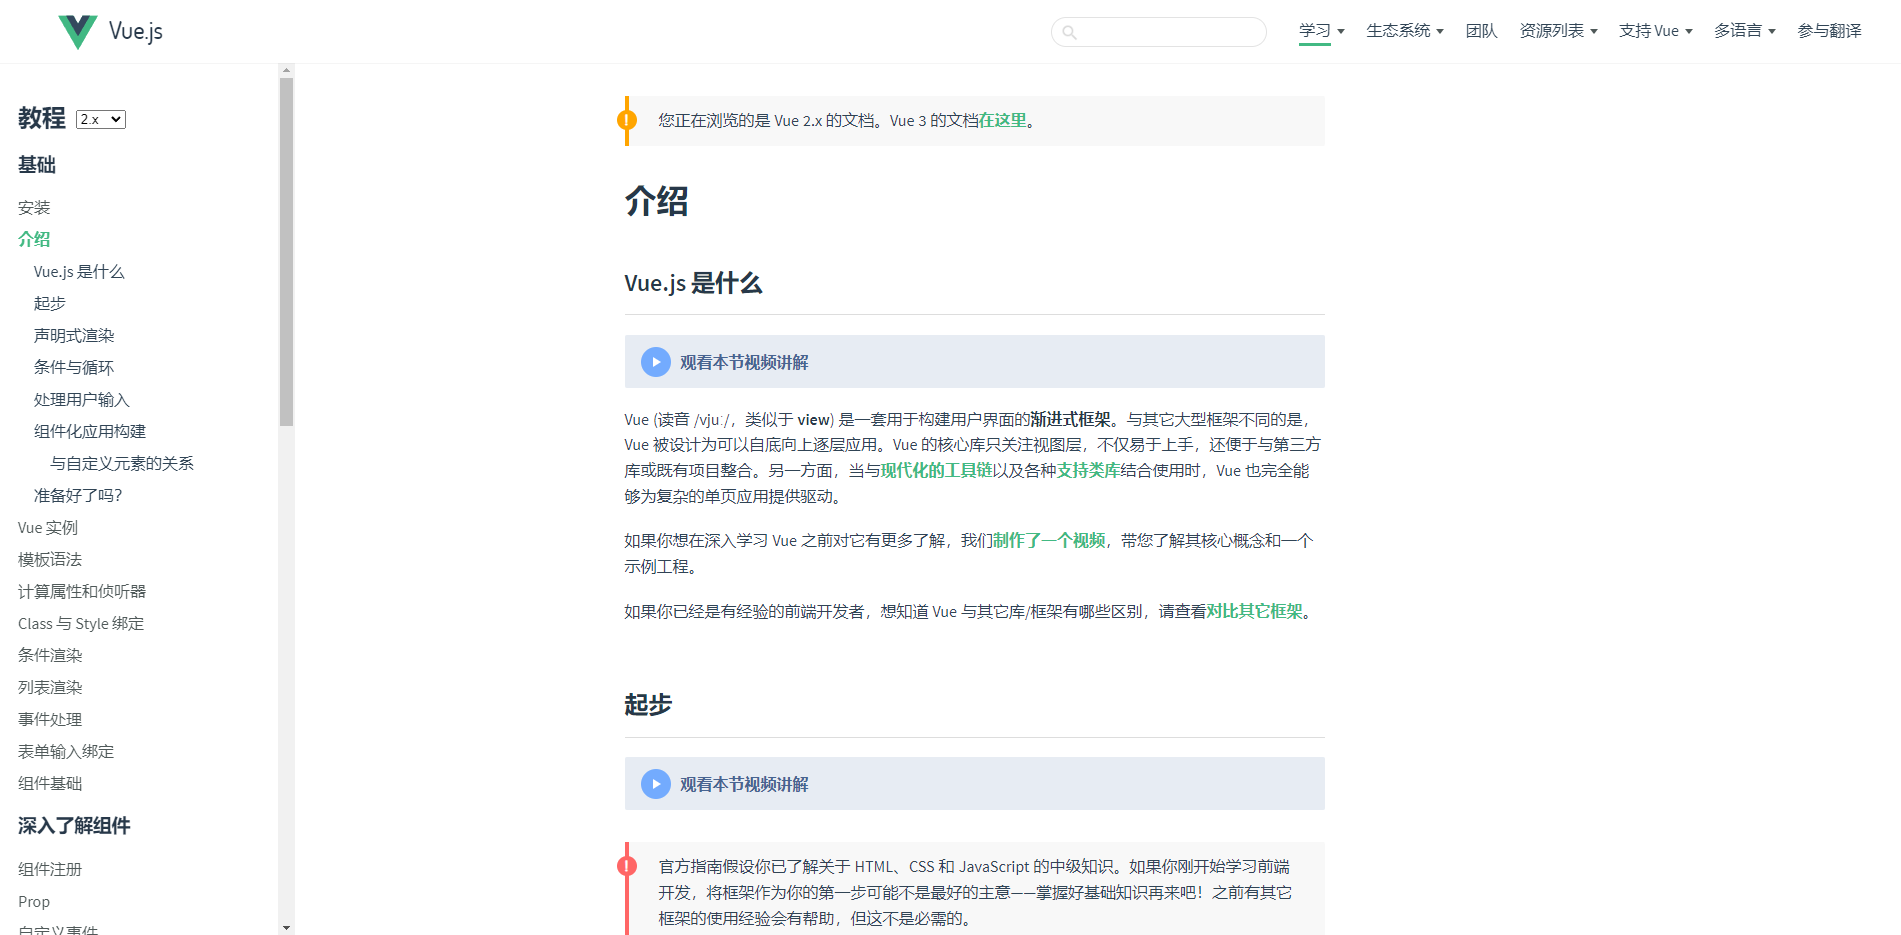 Vue.js
学习
生态系统
团队
资源列表
支持 Vue
多语言
参与翻译
教程 2.x
基础
安装
介绍
Vue.js 是什么
起步
声明式渲染
条件与循环
处理用户输入
组件化应用构建
与自定义元素的关系
准备好了吗？
Vue 实例
模板语法
计算属性和侦听器
Class 与 Style 绑定
条件渲染
列表渲染
事件处理
表单输入绑定
组件基础
深入了解组件
组件注册
Prop
自定义事件
您正在浏览的是 Vue 2.x 的文档。Vue 3 的文档在这里。
介绍
Vue.js 是什么
观看本节视频讲解
Vue (读音 /vjuː/，类似于 view) 是一套用于构建用户界面的渐进式框架。与其它大型框架不同的是，
Vue 被设计为可以自底向上逐层应用。Vue 的核心库只关注视图层，不仅易于上手，还便于与第三方
库或既有项目整合。另一方面，当与现代化的工具链以及各种支持类库结合使用时，Vue 也完全能
够为复杂的单页应用提供驱动。
如果你想在深入学习 Vue 之前对它有更多了解，我们制作了一个视频，带您了解其核心概念和一个
示例工程。
如果你已经是有经验的前端开发者，想知道 Vue 与其它库/框架有哪些区别，请查看对比其它框架。
起步
观看本节视频讲解
官方指南假设你已了解关于 HTML、CSS 和 JavaScript 的中级知识。如果你刚开始学习前端
开发，将框架作为你的第一步可能不是最好的主意——掌握好基础知识再来吧！之前有其它
框架的使用经验会有帮助，但这不是必需的。